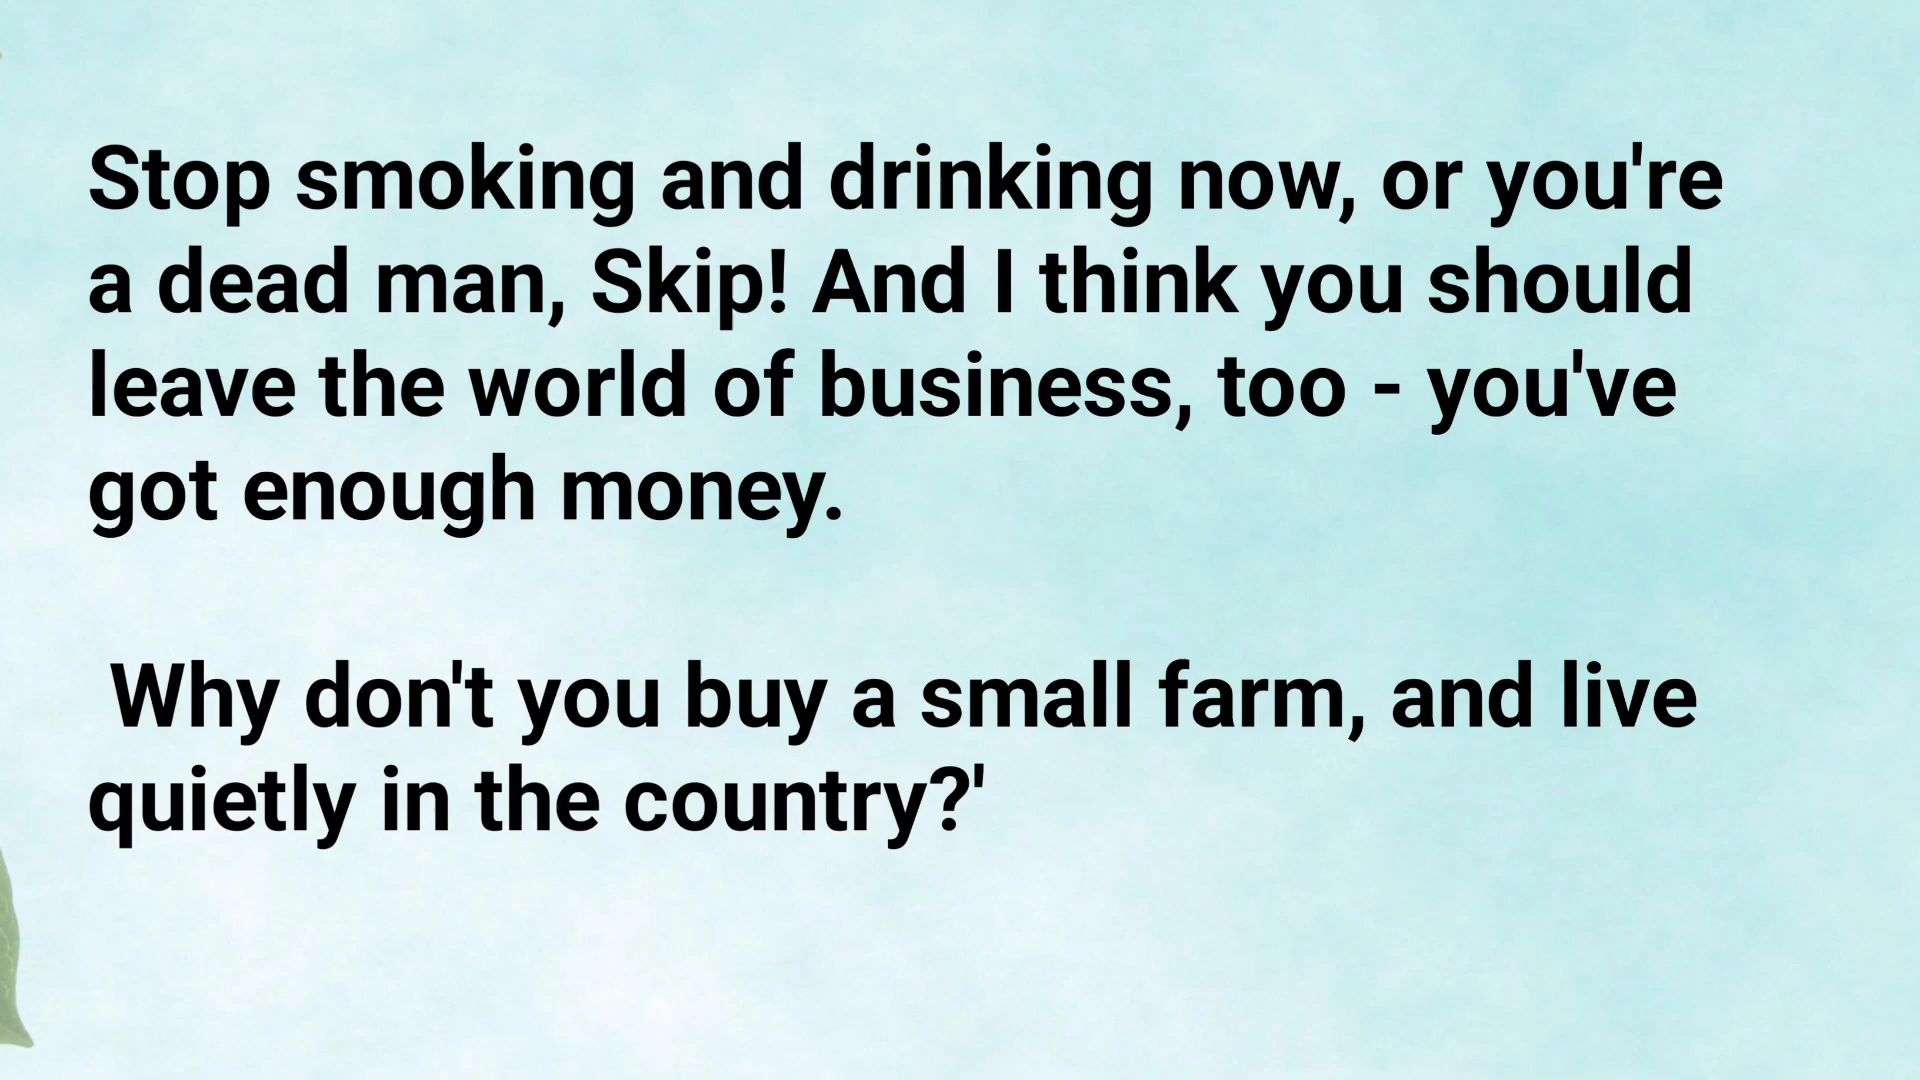 Stop smoking and drinking now, or you're
a dead man, Skip! And I think you should
leave the world of business, too - you've
got enough money.
Why don't you buy a small farm, and live
quietly in the country?'